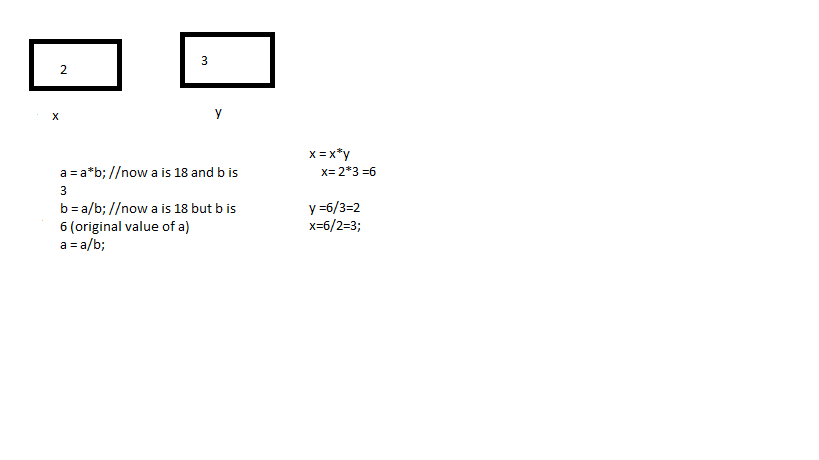 2
3
x
y
a = a*b; //now a is 18 and b is
3
b = a/b; //now a is 18 but b is
6 (original value of a)
a = a/b;
x = x*y
x= 2*3 =6
y =6/3=2
x=6/2=3;